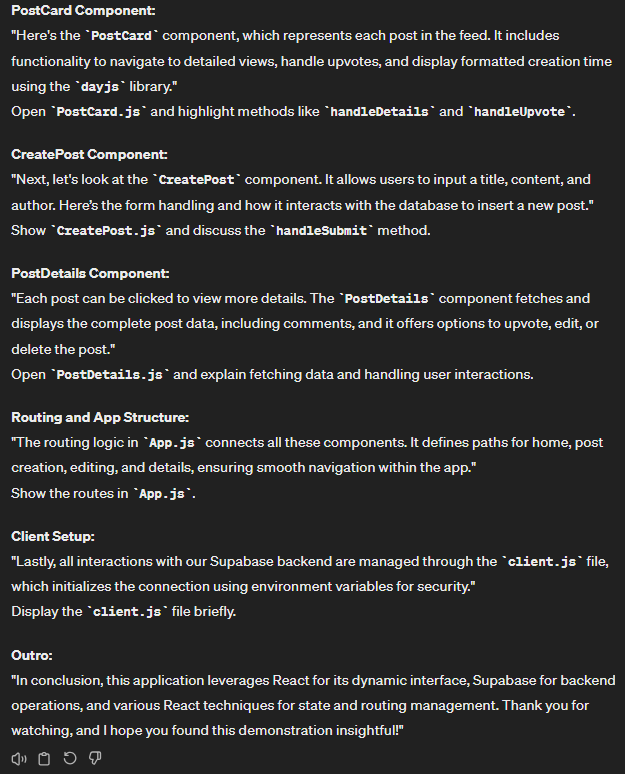 PostCard Component:
"Here's the `PostCard` component, which represents each post in the feed. It includes
functionality to navigate to detailed views, handle upvotes, and display formatted creation time
using the `dayjs` library."
Open `PostCard.js` and highlight methods like `handleDetails` and `handleUpvote`.
CreatePost Component:
"Next, let's look at the `CreatePost` component. It allows users to input a title, content, and
author. Here’s the form handling and how it interacts with the database to insert a new post."
Show `CreatePost.js` and discuss the `handleSubmit` method.
PostDetails Component:
"Each post can be clicked to view more details. The `PostDetails` component fetches and
displays the complete post data, including comments, and it offers options to upvote, edit, or
delete the post."
Open `PostDetails.js` and explain fetching data and handling user interactions.
Routing and App Structure:
"The routing logic in `App.js` connects all these components. It defines paths for home, post
creation, editing, and details, ensuring smooth navigation within the app."
Show the routes in `App.js`.
Client Setup:
"Lastly, all interactions with our Supabase backend are managed through the `client.js` file,
which initializes the connection using environment variables for security."
Display the `client.js` file briefly.
Outro:
"In conclusion, this application leverages React for its dynamic interface, Supabase for backend
operations, and various React techniques for state and routing management. Thank you for
watching, and I hope you found this demonstration insightful!"